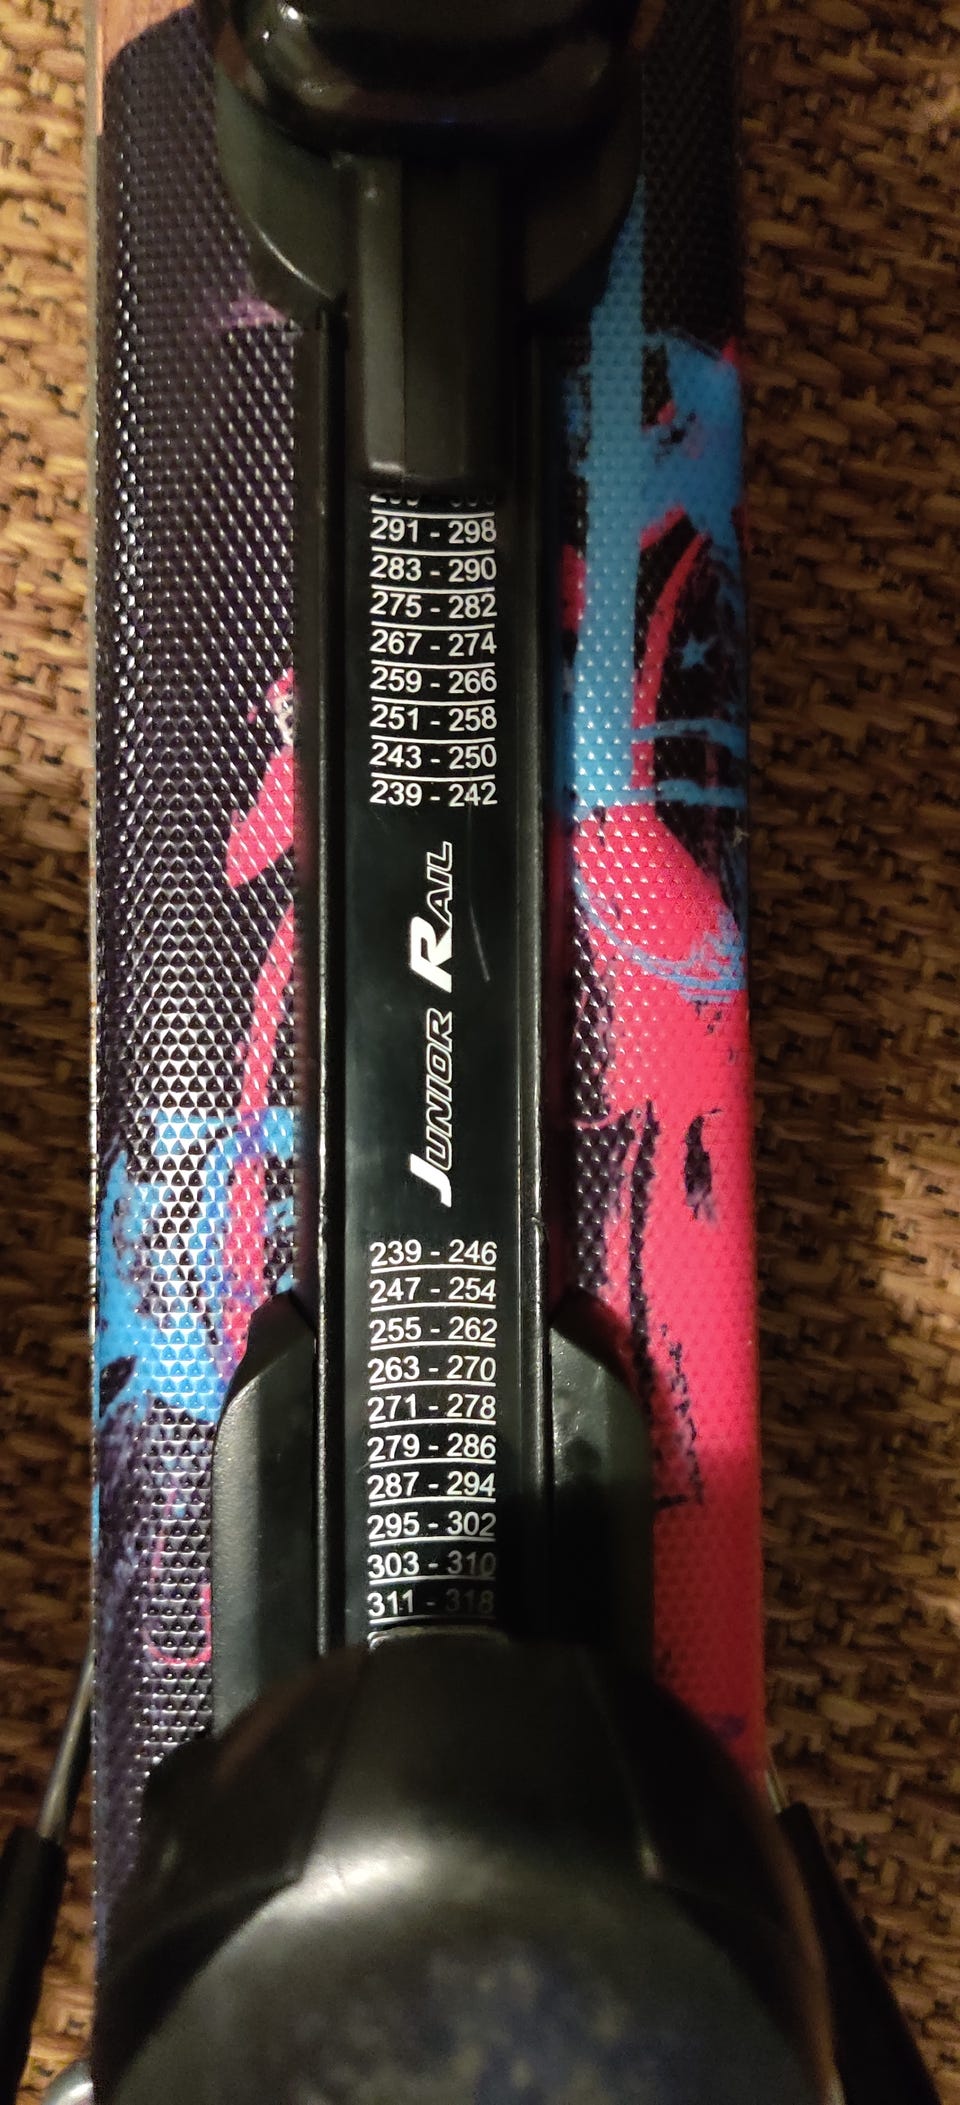 291 - 298
283 - 290
275 - 282
267 - 274
259 - 266
251 - 258
243 - 250
239 - 242
JUNIOR RAIL
239 - 246
247 - 254
255 - 262
263 - 270
271 - 278
279 - 286
287 - 294
295 - 302
303 - 310
311 - 318